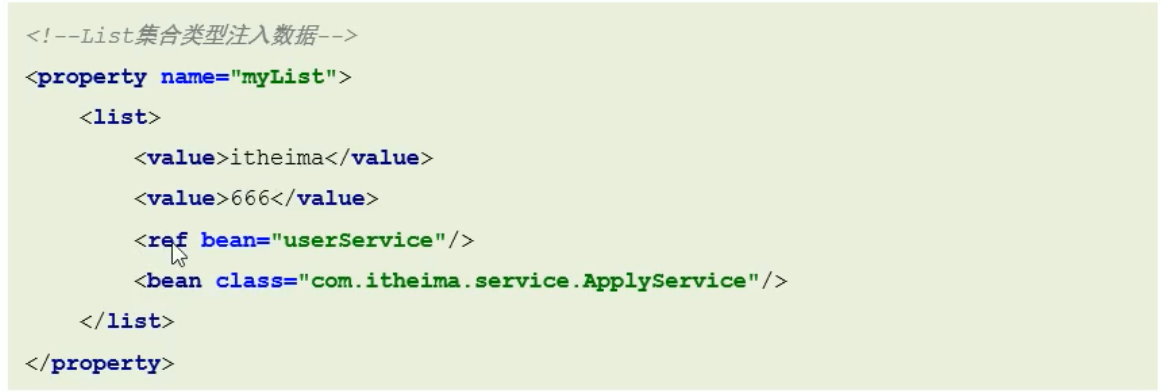 <!--List集合类型注入数据-->
<property name="myList">
    <list>
        <value>itheima</value>
        <value>666</value>
        <ref bean="userService"/>
        <bean class="com.itheima.service.ApplyService"/>
    </list>
</property>